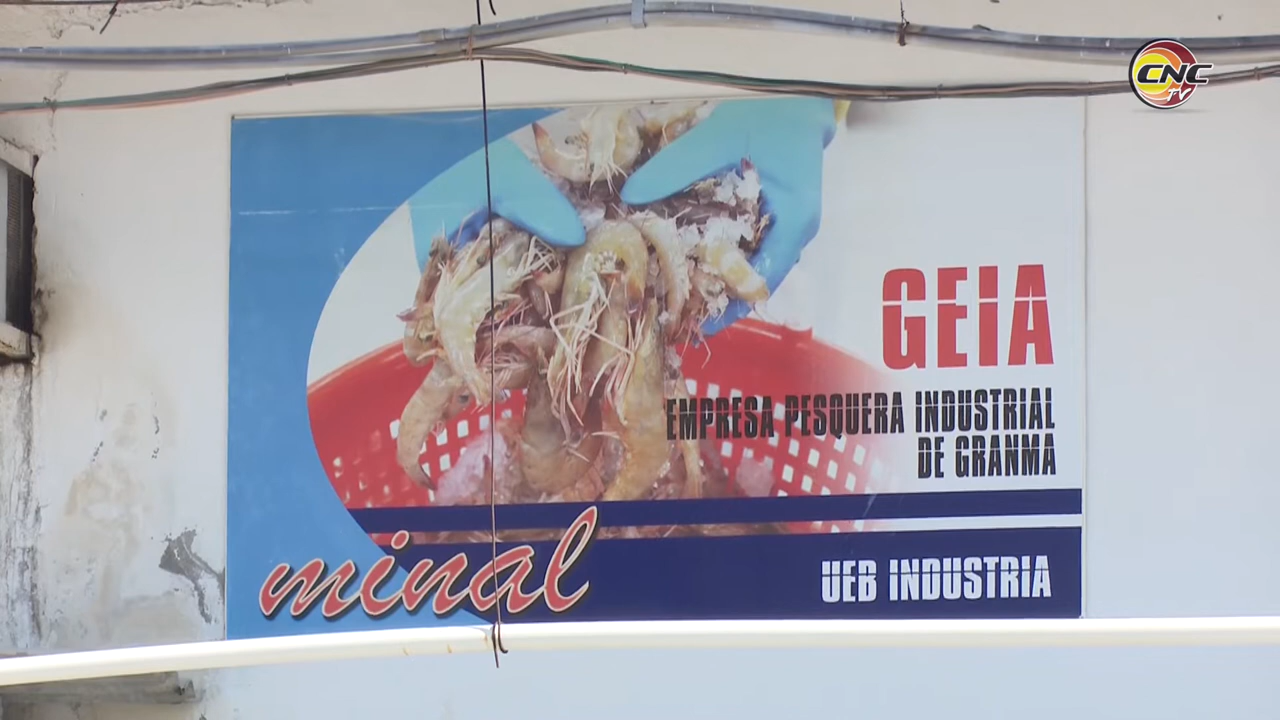 CNC
TV
GEIA
EMPRESA PESQUERA INDUSTRIAL
DE GRANMA
minal
UEB INDUSTRIA